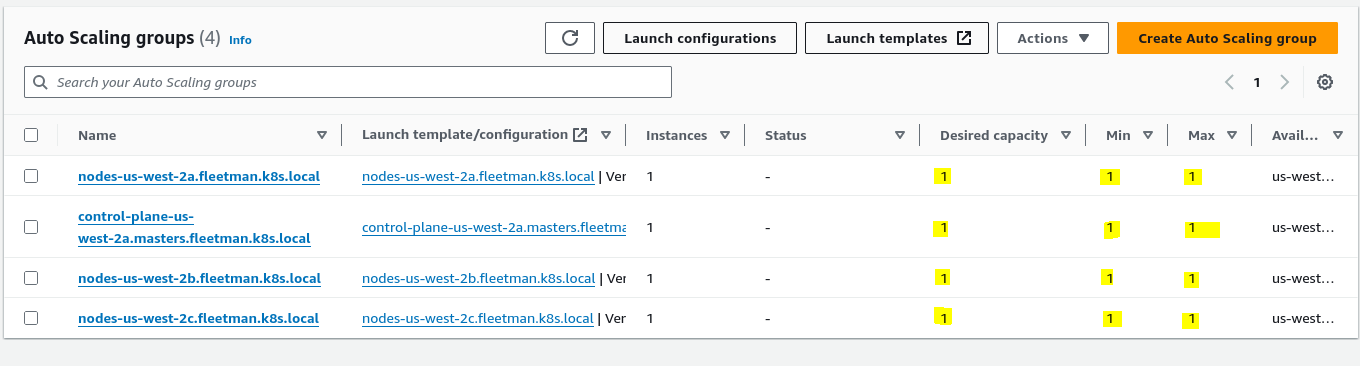 Auto Scaling groups (4) Info
Launch configurations
Launch templates
Actions
Create Auto Scaling group
Search your Auto Scaling groups
1
Name Launch template/configuration Instances Status Desired capacity Min Max Avail...
nodes-us-west-2a.fleetman.k8s.local nodes-us-west-2a.fleetman.k8s.local | Ver 1 - 1 1 1 us-west...
control-plane-us-
west-2a.masters.fleetman.k8s.local control-plane-us-west-2a.masters.fleetma 1 - 1 1 1 us-west...
nodes-us-west-2b.fleetman.k8s.local nodes-us-west-2b.fleetman.k8s.local | Ver 1 - 1 1 1 us-west...
nodes-us-west-2c.fleetman.k8s.local nodes-us-west-2c.fleetman.k8s.local | Ver 1 - 1 1 1 us-west...